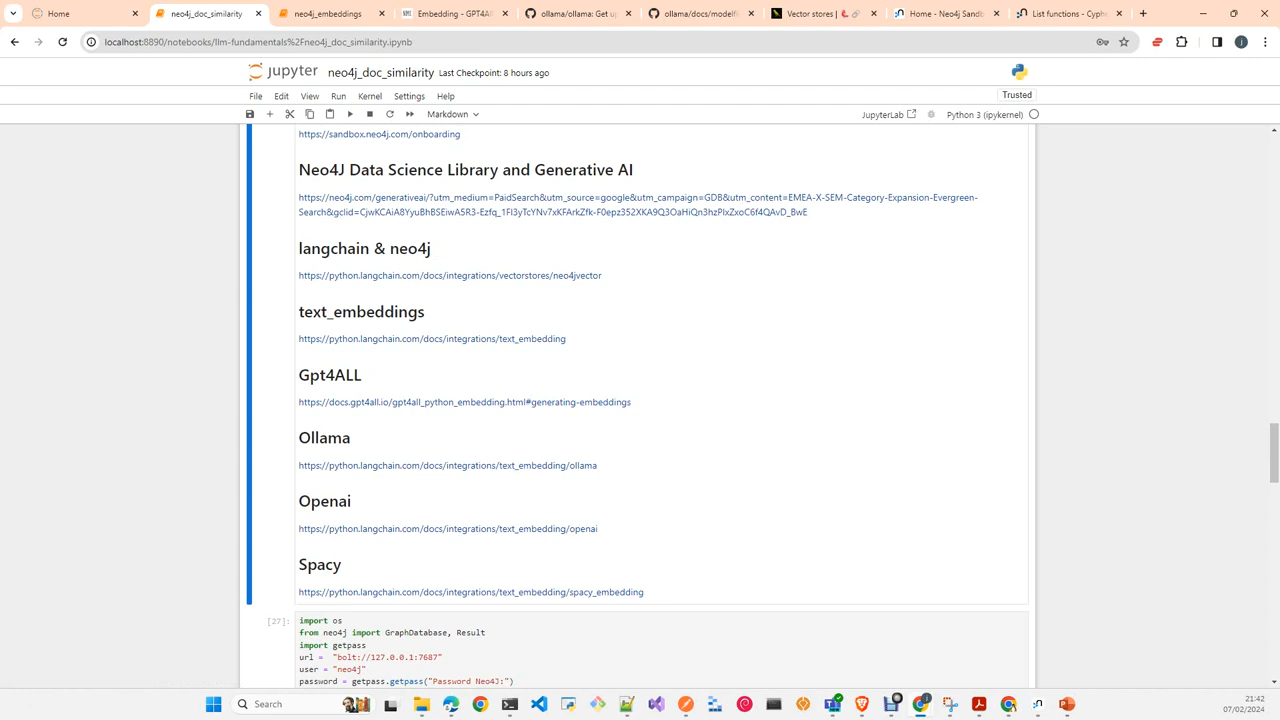 Home
neo4j_doc_similarity
neo4j_embeddings
Embedding - GPT4All
ollama/ollama: Get up
ollama/docs/modelfil
Vector stores |
Home - Neo4j Sandb
List functions - Cyphe
localhost:8890/notebooks/llm-fundamentals%2Fneo4j_doc_similarity.ipynb
jupyter
neo4j_doc_similarity Last Checkpoint: 8 hours ago
File Edit View Run Kernel Settings Help
Trusted
Markdown
JupyterLab
Python 3 (ipykernel)
https://sandbox.neo4j.com/onboarding
Neo4J Data Science Library and Generative AI
https://neo4j.com/generativeai/?utm_medium=PaidSearch&utm_source=google&utm_campaign=GDB&utm_content=EMEA-X-SEM-Category-Expansion-Evergreen-
langchain & neo4j
https://python.langchain.com/docs/integrations/vectorstores/neo4jvector
text_embeddings
https://python.langchain.com/docs/integrations/text_embedding
Gpt4ALL
https://docs.gpt4all.io/gpt4all_python_embedding.html#generating-embeddings
Ollama
https://python.langchain.com/docs/integrations/text_embedding/ollama
Openai
https://python.langchain.com/docs/integrations/text_embedding/openai
Spacy
https://python.langchain.com/docs/integrations/text_embedding/spacy_embedding
[27]:
import os
from neo4j import GraphDatabase, Result
import getpass
url = "bolt://127.0.0.1:7687"
user = "neo4j"
password = getpass.getpass("Password Neo4J:")
Search
21:42
07/02/2024